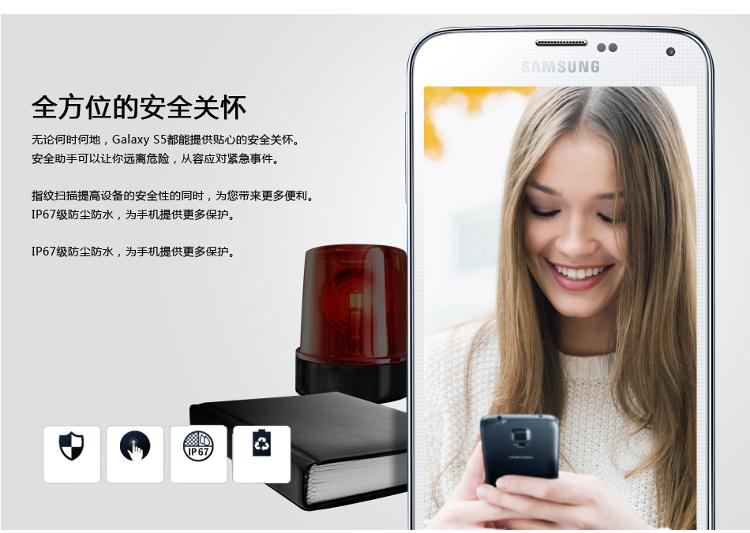 全方位的安全关怀
无论何时何地，Galaxy S5都能提供贴心的安全关怀。
安全助手可以让你远离危险，从容应对紧急事件。
指纹扫描提高设备的安全性的同时，为您带来更多便利。
IP67级防尘防水，为手机提供更多保护。
IP67级防尘防水，为手机提供更多保护。
SAMSUNG
IP67
SAMSUNG